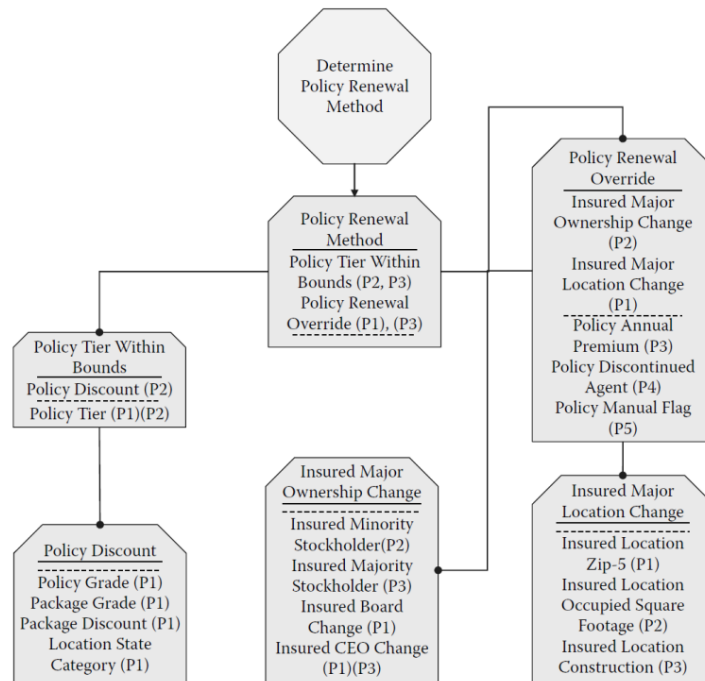 Determine
Policy Renewal
Method
Policy Renewal
Method
Policy Tier Within
Bounds (P2, P3)
Policy Renewal
Override (P1), (P3)
Policy Renewal
Override
Insured Major
Ownership Change
(P2)
Insured Major
Location Change
(P1)
Policy Annual
Premium (P3)
Policy Discontinued
Agent (P4)
Policy Manual Flag
(P5)
Policy Tier Within
Bounds
Policy Discount (P2)
Policy Tier (P1)(P2)
Policy Discount
Policy Grade (P1)
Package Grade (P1)
Package Discount (P1)
Location State
Category (P1)
Insured Major
Ownership Change
Insured Minority
Stockholder(P2)
Insured Majority
Stockholder (P3)
Insured Board
Change (P1)
Insured CEO Change
(P1)(P3)
Insured Major
Location Change
Insured Location
Zip-5 (P1)
Insured Location
Occupied Square
Footage (P2)
Insured Location
Construction (P3)